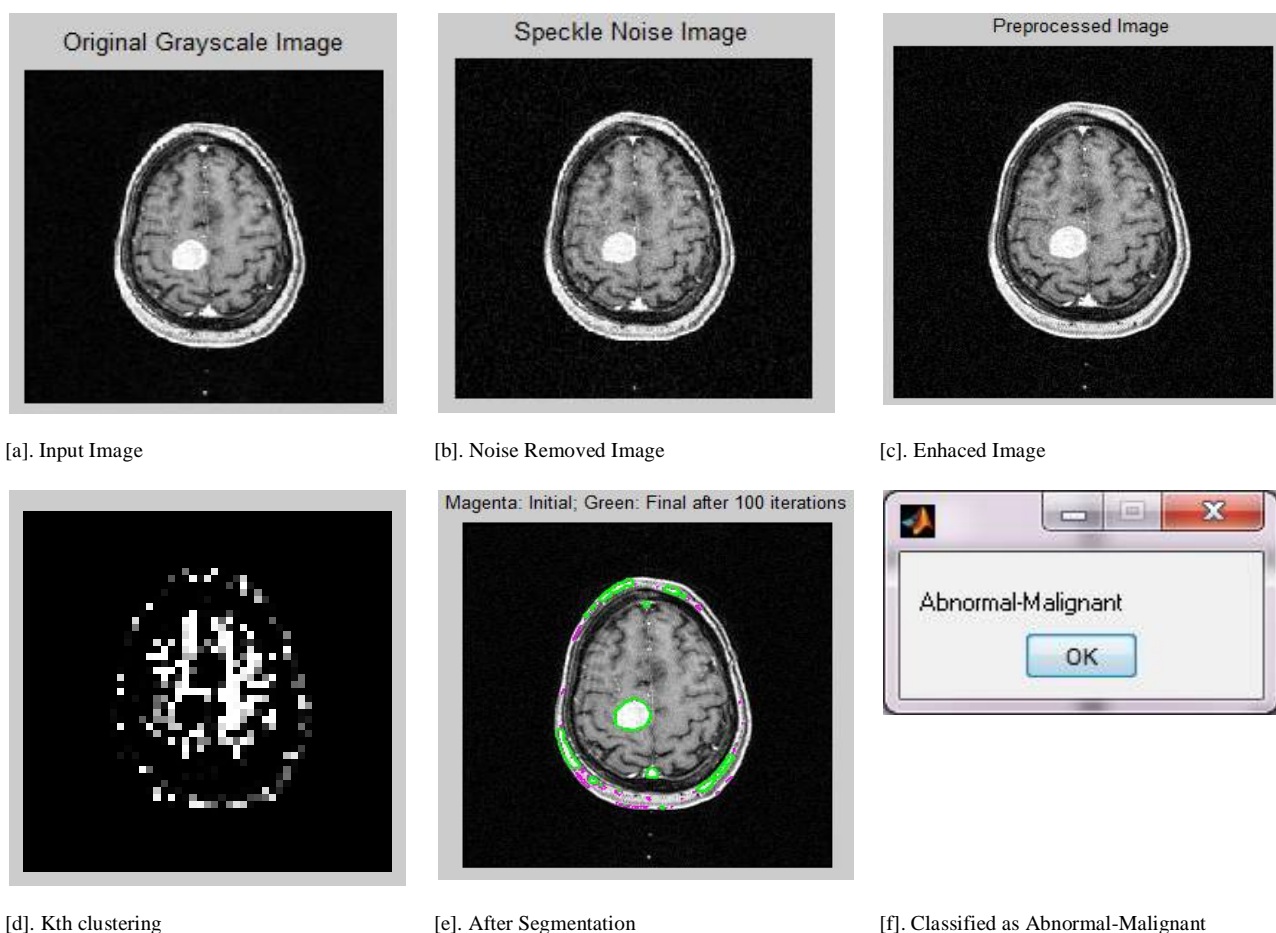 Original Grayscale Image
Speckle Noise Image
Preprocessed Image
[a]. Input Image
[b]. Noise Removed Image
[c]. Enhaced Image
Magenta: Initial; Green: Final after 100 iterations
Abnormal-Malignant
OK
[d]. Kth clustering
[e]. After Segmentation
[f]. Classified as Abnormal-Malignant